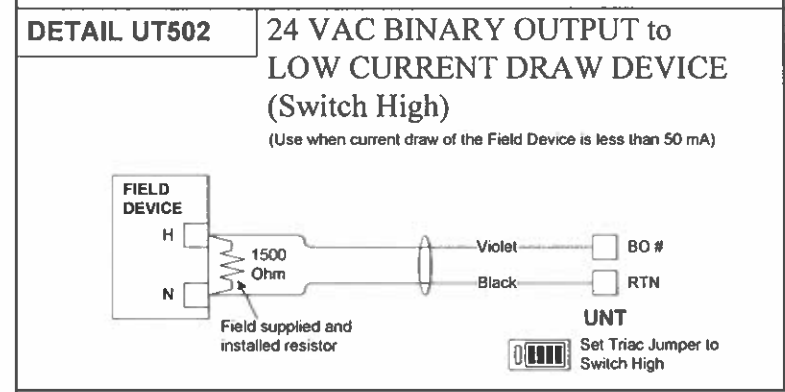 DETAIL UT502
24 VAC BINARY OUTPUT to
LOW CURRENT DRAW DEVICE
(Switch High)
(Use when current draw of the Field Device is less than 50 mA)
FIELD
DEVICE
H
1500
Ohm
N
Field supplied and
installed resistor
Violet
BO #
Black
RTN
UNT
Set Triac Jumper to
Switch High